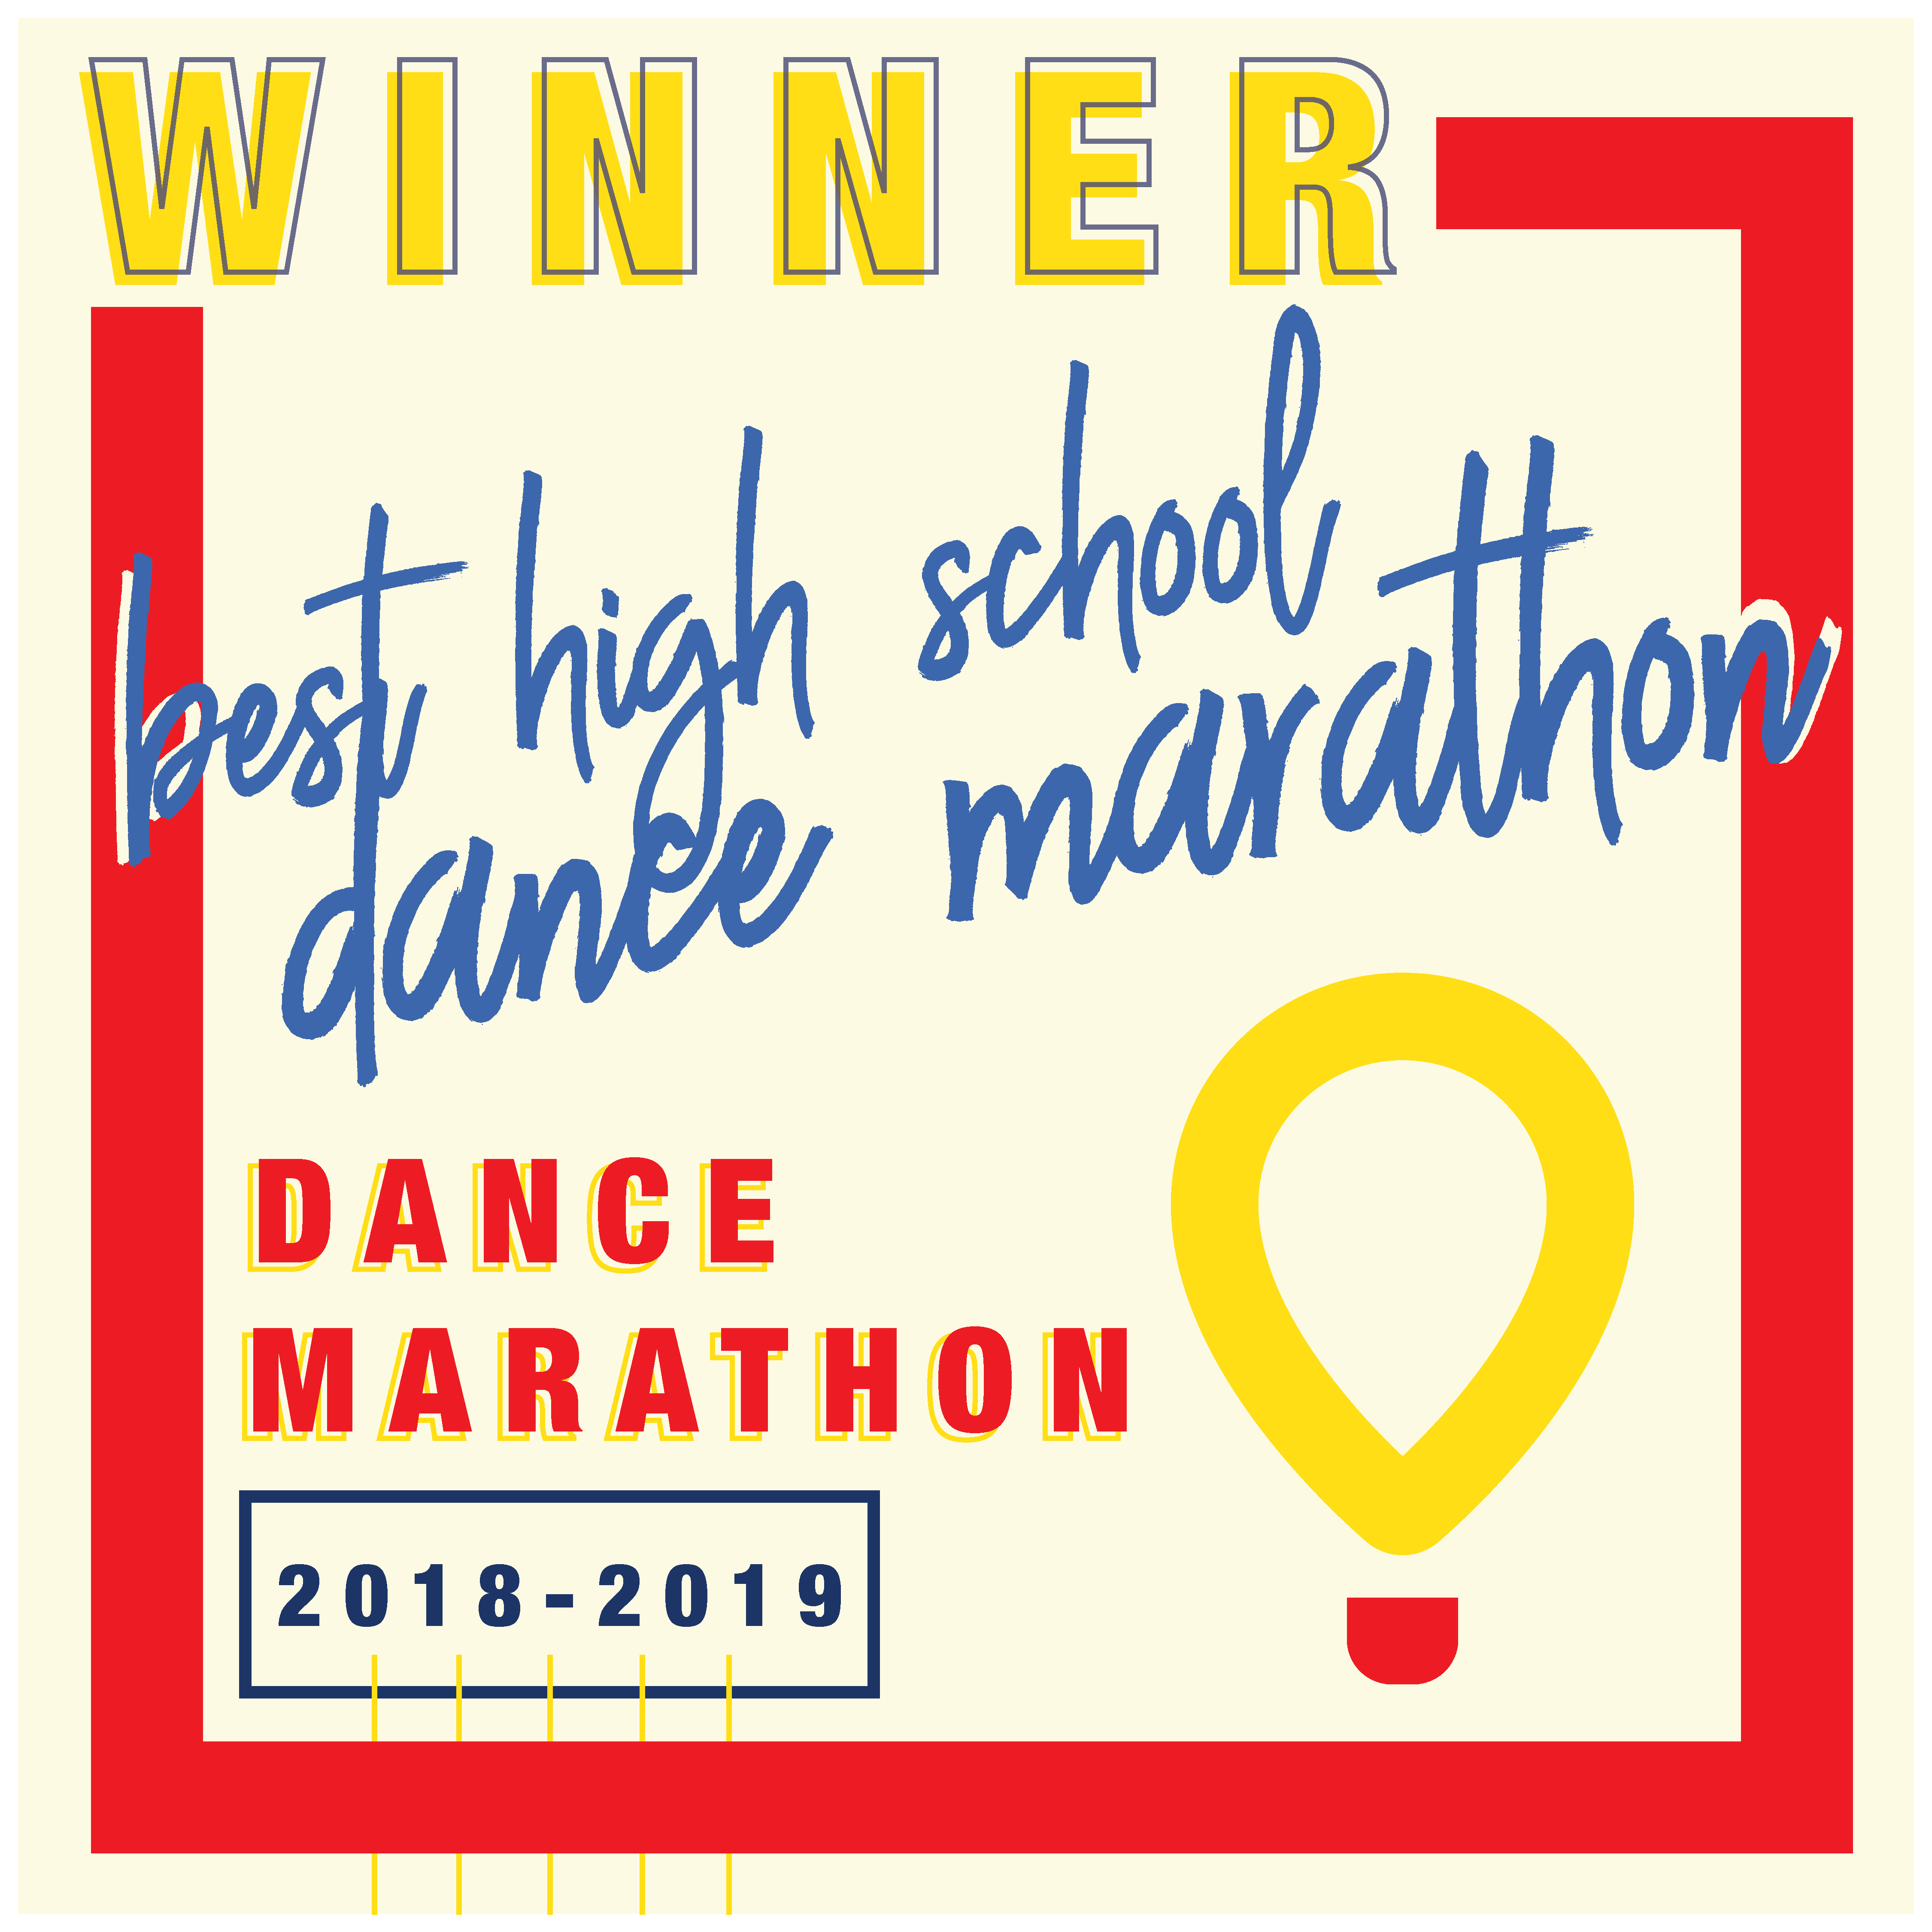 WINNER
best high school
dance marathon
DANCE
MARATHON
2018-2019